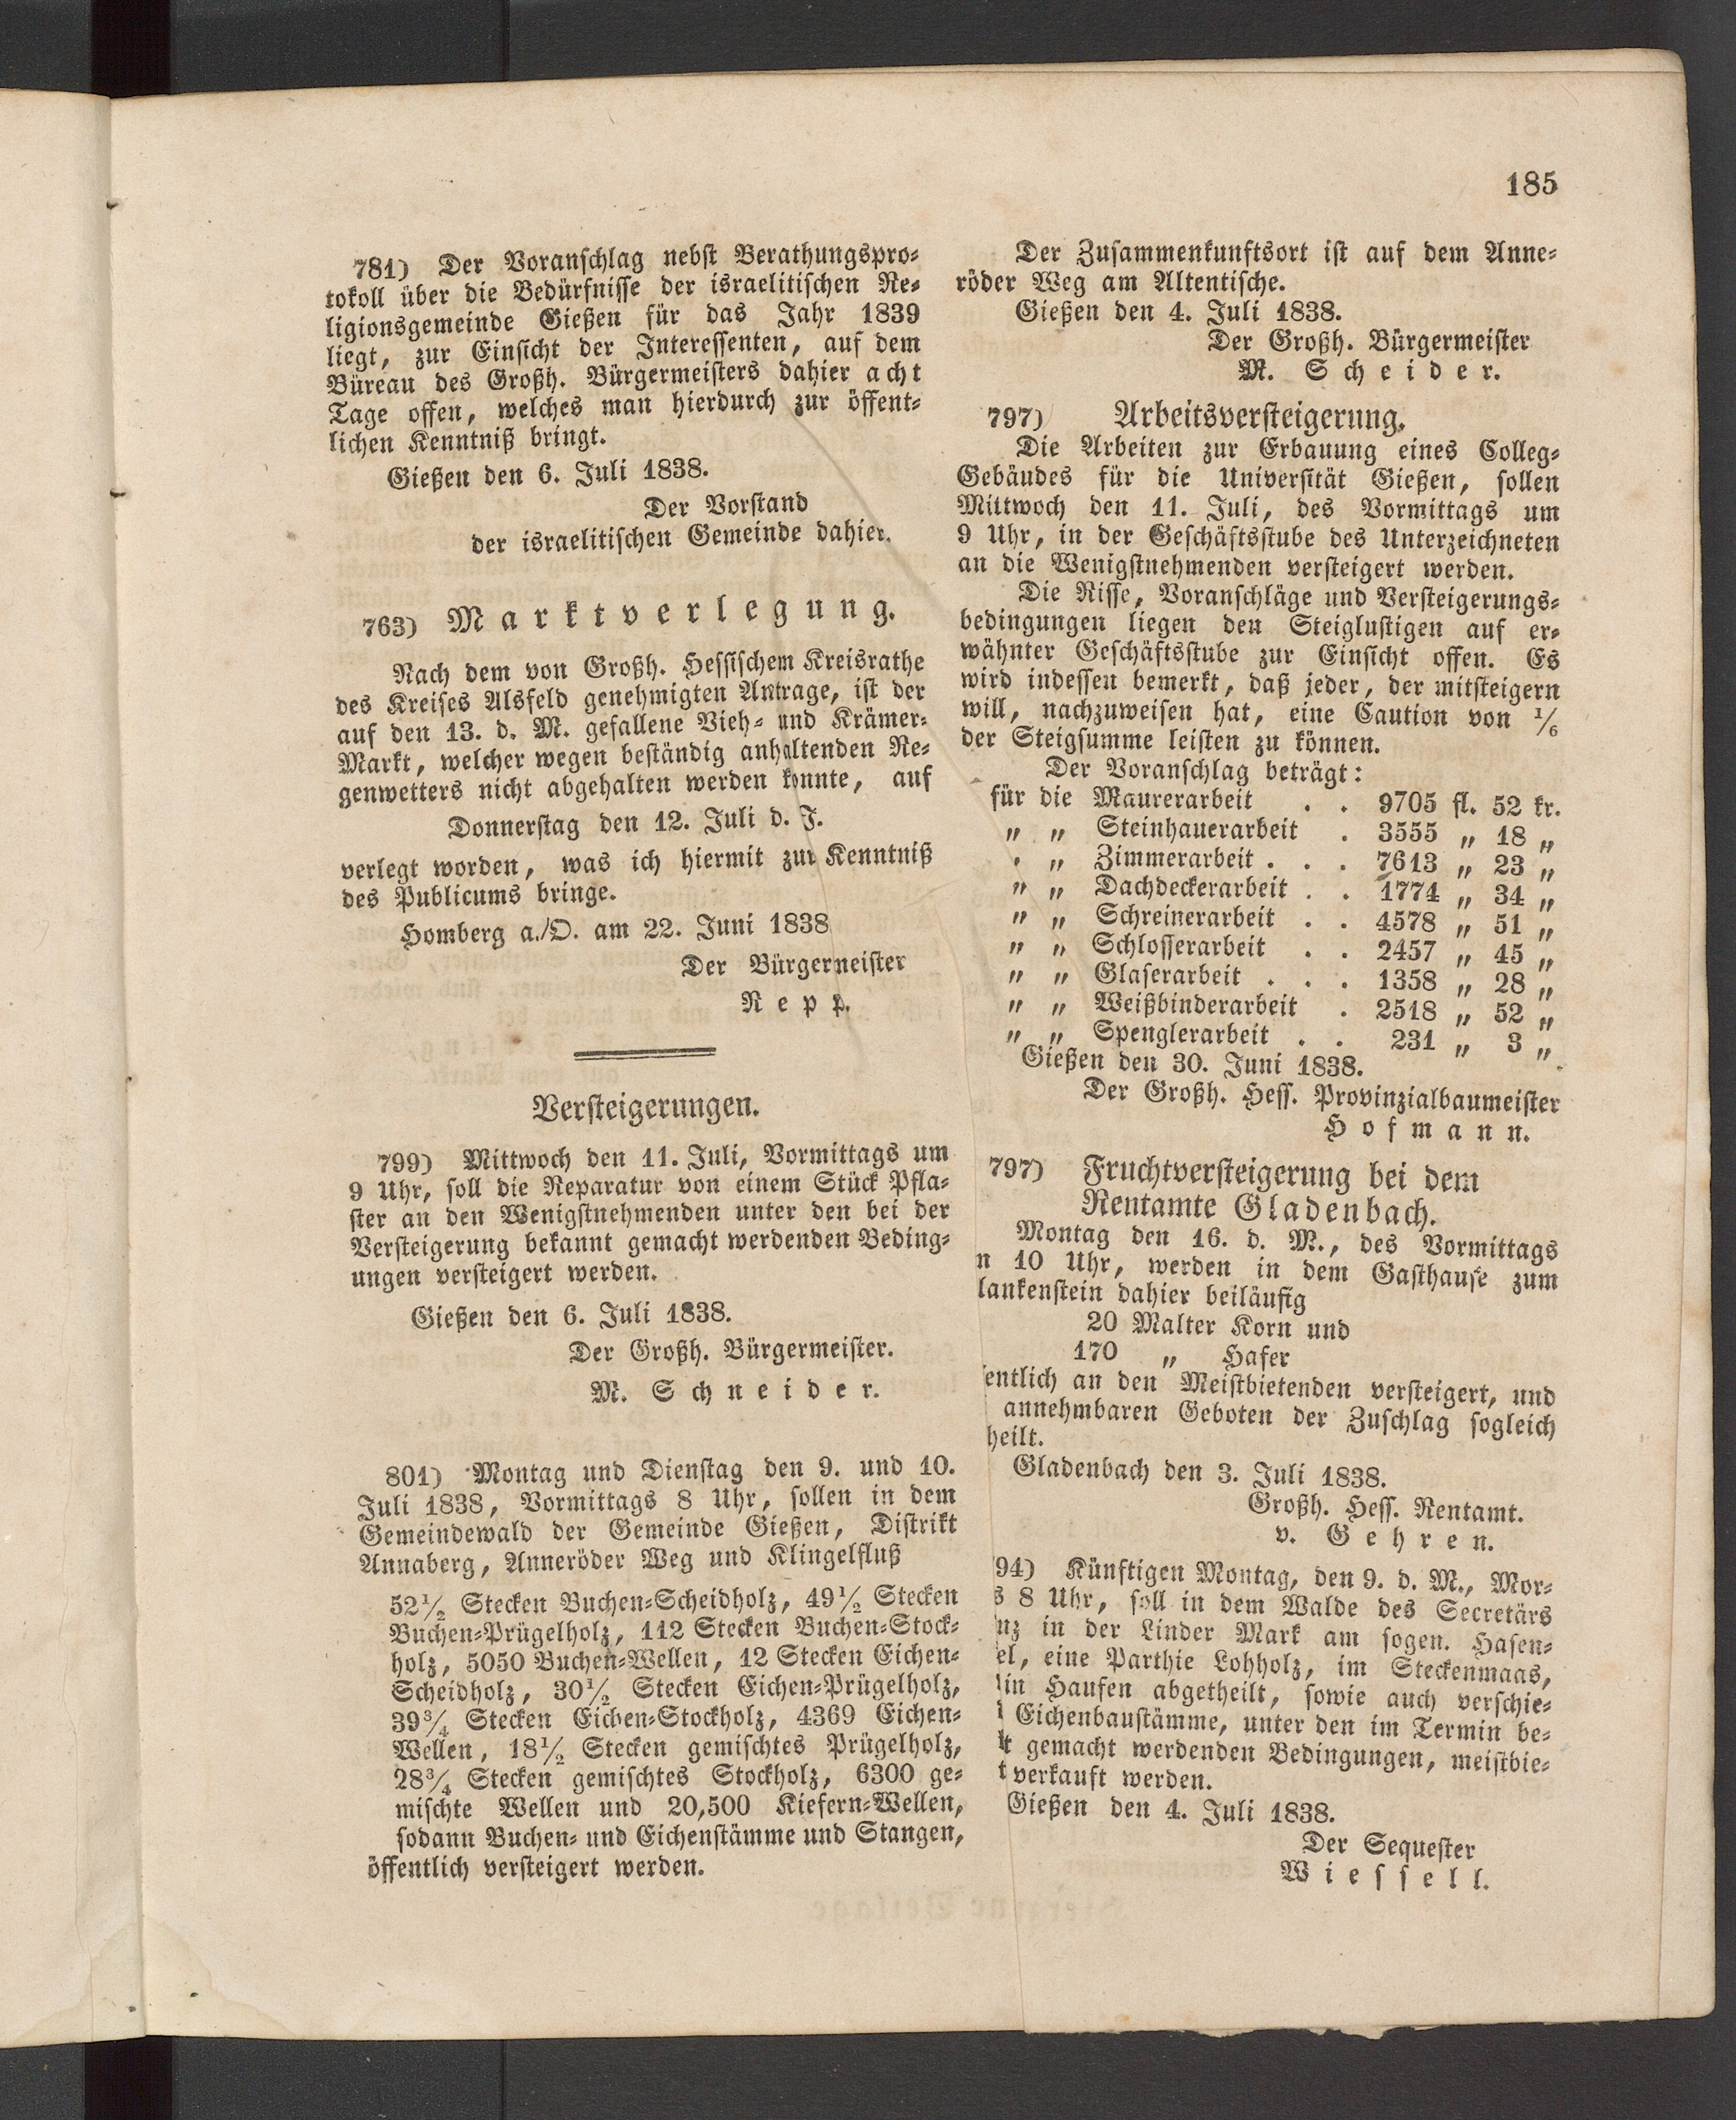 185
781) Der Voranschlag nebst Berathungspro-
tokoll über die Bedürfnisse der israelitischen Re-
ligionsgemeinde Gießen für das Jahr 1839
liegt, zur Einsicht der Interessenten, auf dem
Büreau des Großh. Bürgermeisters dahier acht
Tage offen, welches man hierdurch zur öffent-
lichen Kenntniß bringt.
Gießen den 6. Juli 1838.
Der Vorstand
der israelitischen Gemeinde dahier.
763) Marktverlegung.
Nach dem von Großh. Hessischem Kreisrathe
des Kreises Alsfeld genehmigten Antrage, ist der
auf den 13. d. M. gefallene Vieh- und Krämer-
Markt, welcher wegen beständig anhaltenden Re-
genwetters nicht abgehalten werden konnte, auf
Donnerstag den 12. Juli d. J.
verlegt worden, was ich hiermit zur Kenntniß
des Publicums bringe.
Homberg a./O. am 22. Juni 1838
Der Bürgermeister
Repp.
Versteigerungen.
799) Mittwoch den 11. Juli, Vormittags um
9 Uhr, soll die Reparatur von einem Stück Pfla-
ster an den Wenigstnehmenden unter den bei der
Versteigerung bekannt gemacht werdenden Beding-
ungen versteigert werden.
Gießen den 6. Juli 1838.
Der Großh. Bürgermeister.
M. Schneider.
801) Montag und Dienstag den 9. und 10.
Juli 1838, Vormittags 8 Uhr, sollen in dem
Gemeindewald der Gemeinde Gießen, Distrikt
Annaberg, Anneröder Weg und Klingelfluß
52½ Stecken Buchen-Scheidholz, 49½ Stecken
Buchen-Prügelholz, 112 Stecken Buchen-Stock-
holz, 5050 Buchen-Wellen, 12 Stecken Eichen-
Scheidholz, 30½ Stecken Eichen-Prügelholz,
39¾ Stecken Eichen-Stockholz, 4369 Eichen-
Wellen, 18½ Stecken gemischtes Prügelholz,
28¾ Stecken gemischtes Stockholz, 6300 ge-
mischte Wellen und 20,500 Kiefern-Wellen,
sodann Buchen- und Eichenstämme und Stangen,
öffentlich versteigert werden.
Der Zusammenkunftsort ist auf dem Anne-
röder Weg am Altentische.
Gießen den 4. Juli 1838.
Der Großh. Bürgermeister
M. Scheider.
797) Arbeitsversteigerung.
Die Arbeiten zur Erbauung eines Colleg-
Gebäudes für die Universität Gießen, sollen
Mittwoch den 11. Juli, des Vormittags um
9 Uhr, in der Geschäftsstube des Unterzeichneten
an die Wenigstnehmenden versteigert werden.
Die Risse, Voranschläge und Versteigerungs-
bedingungen liegen den Steiglustigen auf er-
wähnter Geschäftsstube zur Einsicht offen. Es
wird indessen bemerkt, daß jeder, der mitsteigern
will, nachzuweisen hat, eine Caution von 1/6
der Steigsumme leisten zu können.
Der Voranschlag beträgt:
für die Maurerarbeit . . 9705 fl. 52 kr.
" " Steinhauerarbeit . 3555 " 18 "
" " Zimmerarbeit . . . 7613 " 23 "
" " Dachdeckerarbeit . . 1774 " 34 "
" " Schreinerarbeit . . 4578 " 51 "
" " Schlosserarbeit . . 2457 " 45 "
" " Glaserarbeit . . . 1358 " 28 "
" " Weißbinderarbeit . 2518 " 52 "
" " Spenglerarbeit . . 231 " 3 "
Gießen den 30. Juni 1838.
Der Großh. Hess. Provinzialbaumeister
Hofmann.
797) Fruchtversteigerung bei dem
Rentamte Gladenbach.
Montag den 16. d. M., des Vormittags
n 10 Uhr, werden in dem Gasthause zum
lankenstein dahier beiläufig
20 Malter Korn und
170 " Hafer
entlich an den Meistbietenden versteigert, und
annehmbaren Geboten der Zuschlag sogleich
heilt.
Gladenbach den 3. Juli 1838.
Großh. Hess. Rentamt.
v. Gehren.
94) Künftigen Montag, den 9. d. M., Mor-
s 8 Uhr, soll in dem Walde des Secretärs
nz in der Linder Mark am sogen. Hasen-
el, eine Parthie Lohholz, im Steckenmaas,
in Haufen abgetheilt, sowie auch verschie-
Eichenbaustämme, unter den im Termin be-
t gemacht werdenden Bedingungen, meistbie-
t verkauft werden.
Gießen den 4. Juli 1838.
Der Sequester
Wiessell.